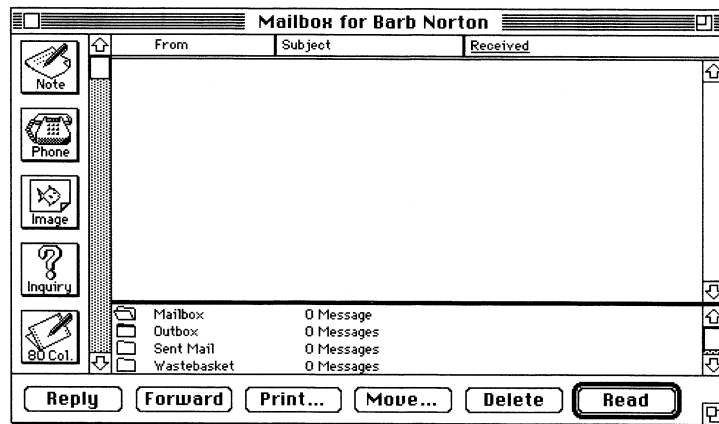 Mailbox for Barb Norton
From Subject Received
Note
Phone
Image
Inquiry
80 Col.
Mailbox 0 Message
Outbox 0 Messages
Sent Mail 0 Messages
Wastebasket 0 Messages
Reply Forward Print... Move... Delete Read